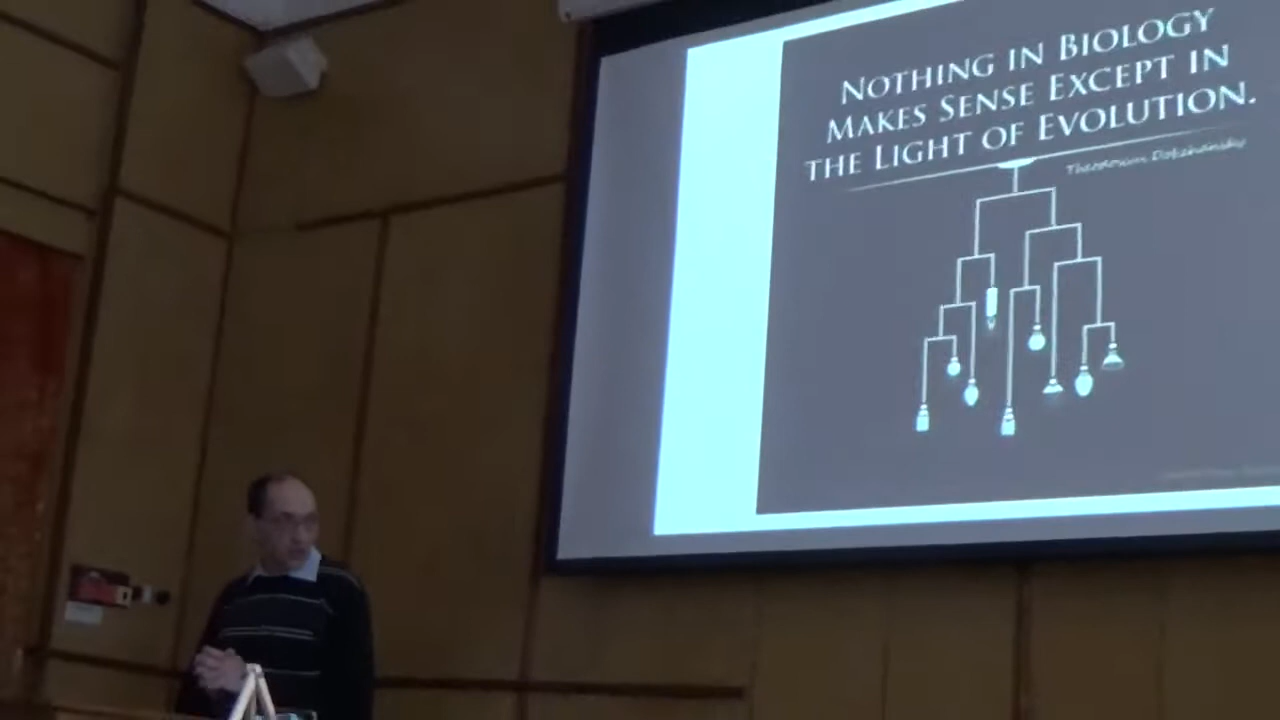 NOTHING IN BIOLOGY
MAKES SENSE EXCEPT IN
THE LIGHT OF EVOLUTION.